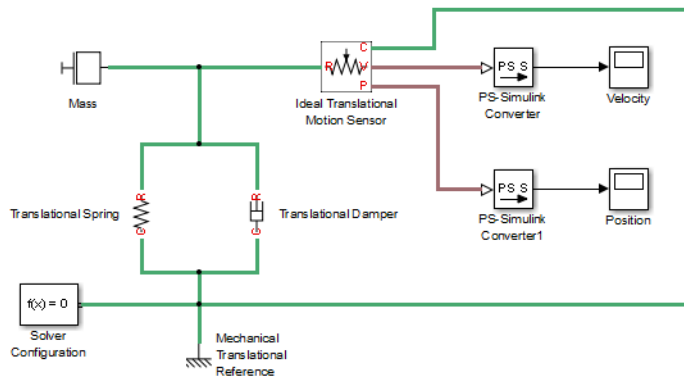 C
R
V
P
Mass
Ideal Translational
Motion Sensor
PS S
PS-Simulink
Converter
Velocity
R
R
Translational Spring
Translational Damper
C
C
PS S
PS-Simulink
Converter1
Position
f(x) = 0
Solver
Configuration
Mechanical
Translational
Reference